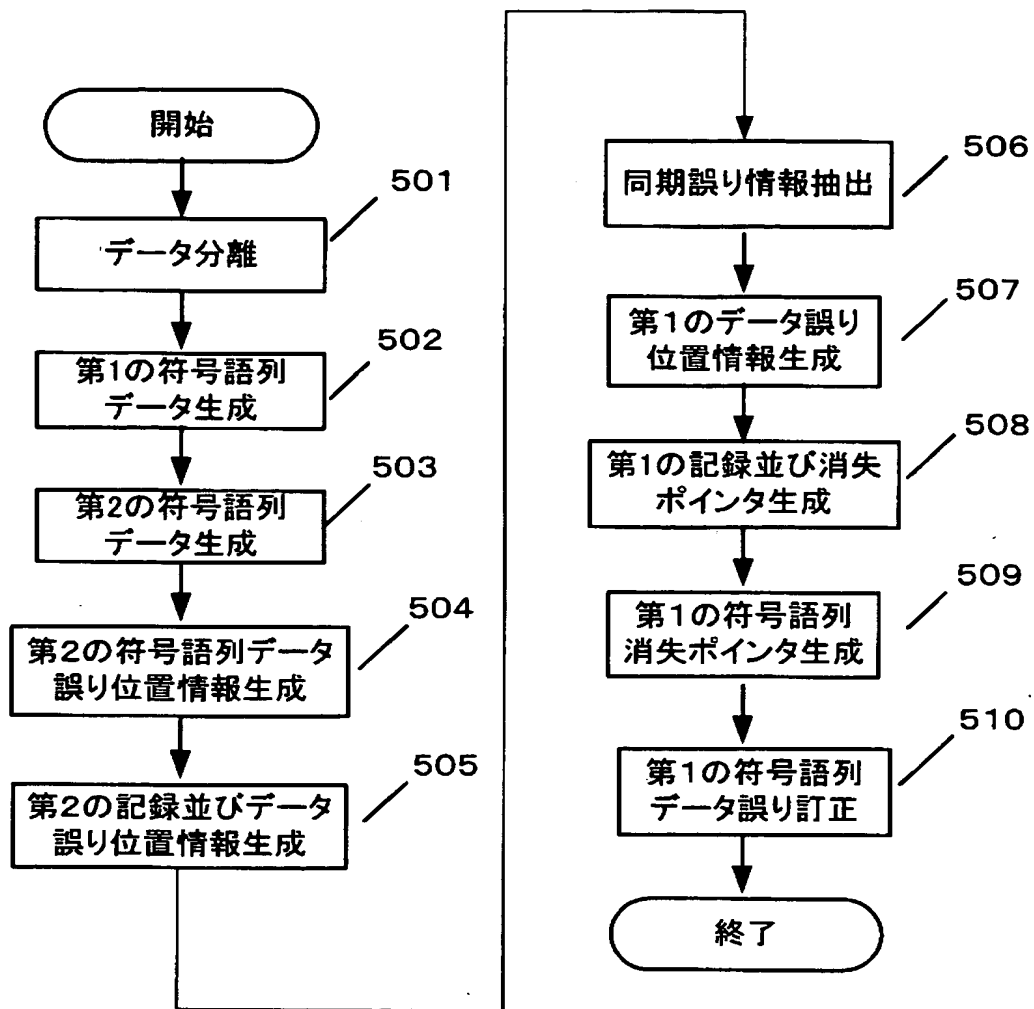 開始
501
データ分離
502
第1の符号語列
データ生成
503
第2の符号語列
データ生成
504
第2の符号語列データ
誤り位置情報生成
505
第2の記録並びデータ
誤り位置情報生成
506
同期誤り情報抽出
507
第1のデータ誤り
位置情報生成
508
第1の記録並び消失
ポインタ生成
509
第1の符号語列
消失ポインタ生成
510
第1の符号語列
データ誤り訂正
終了